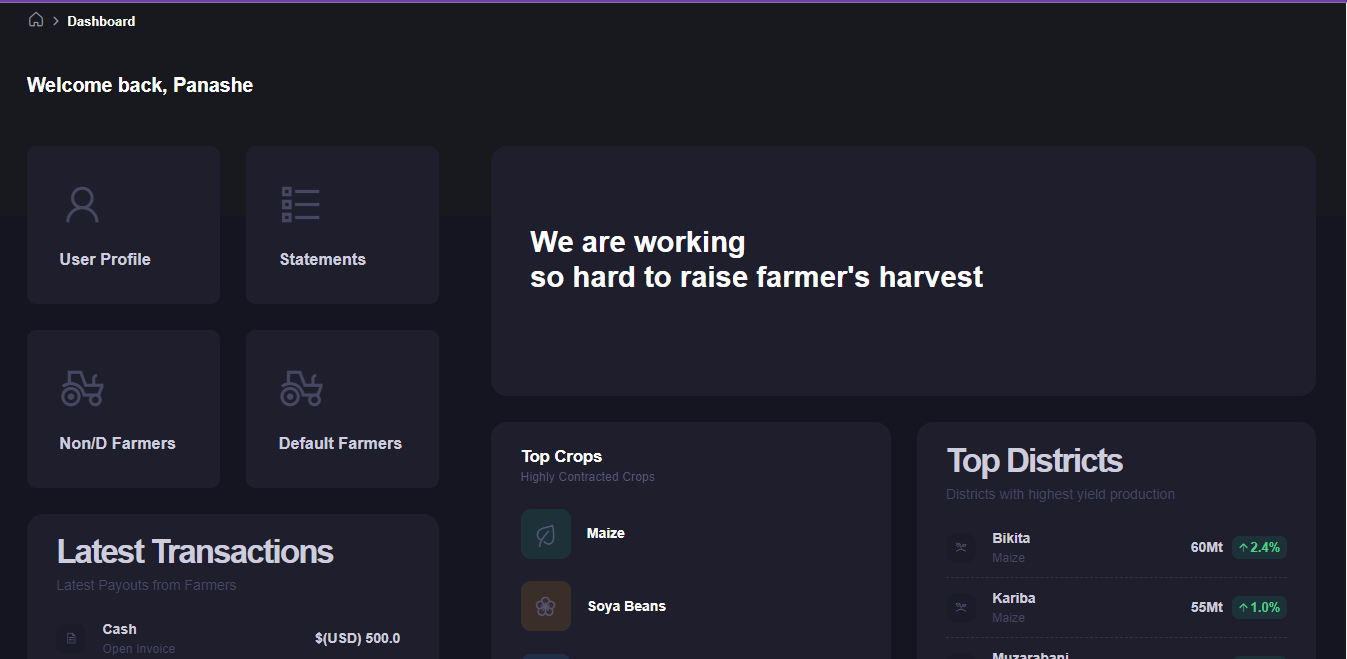 Dashboard
Welcome back, Panashe
User Profile
Statements
Non/D Farmers
Default Farmers
Latest Transactions
Latest Payouts from Farmers
Cash
Open Invoice
$(USD) 500.0
We are working
so hard to raise farmer's harvest
Top Crops
Highly Contracted Crops
Maize
Soya Beans
Top Districts
Districts with highest yield production
Bikita
Maize
60Mt
2.4%
Kariba
Maize
55Mt
1.0%
Muzarabani